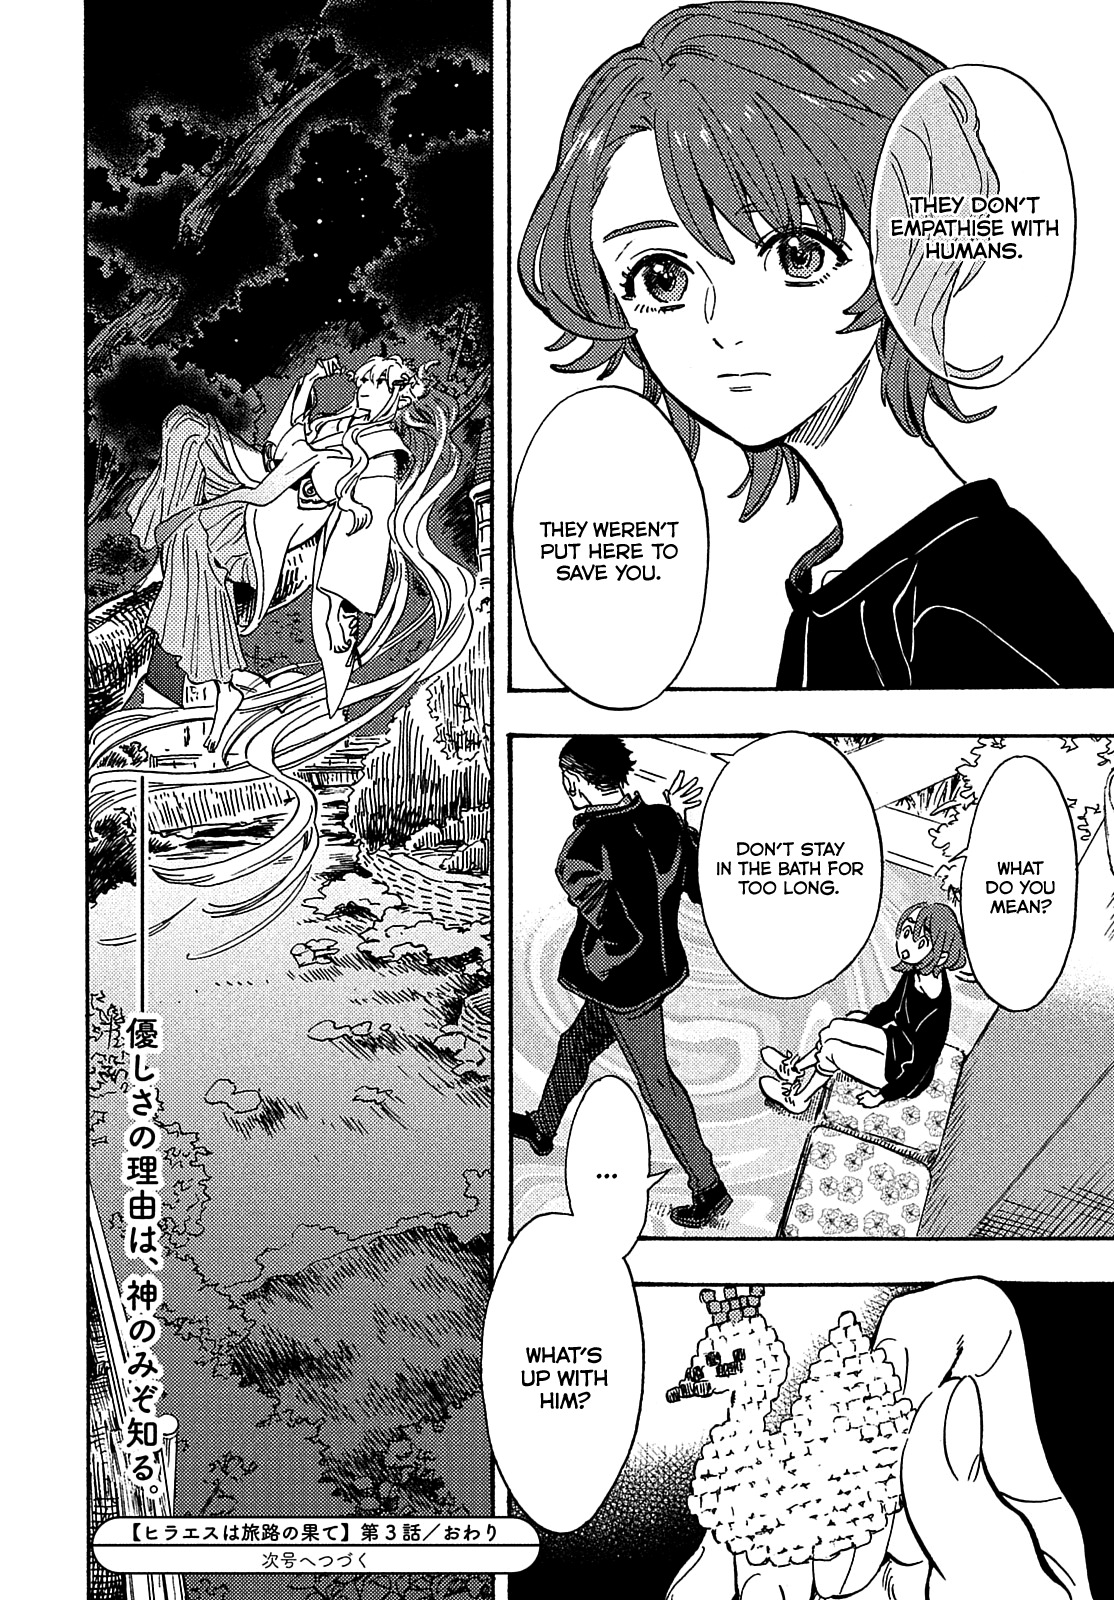 THEY DON'T
EMPATHISE WITH
HUMANS.
THEY WEREN'T
PUT HERE TO
SAVE YOU.
WHAT
DO YOU
MEAN?
DON'T STAY
IN THE BATH FOR
TOO LONG.
...
WHAT'S
UP WITH
HIM?
優しさの理由は、神のみぞ知る。
【ヒラエスは旅路の果て】第3話/おわり
次号へつづく